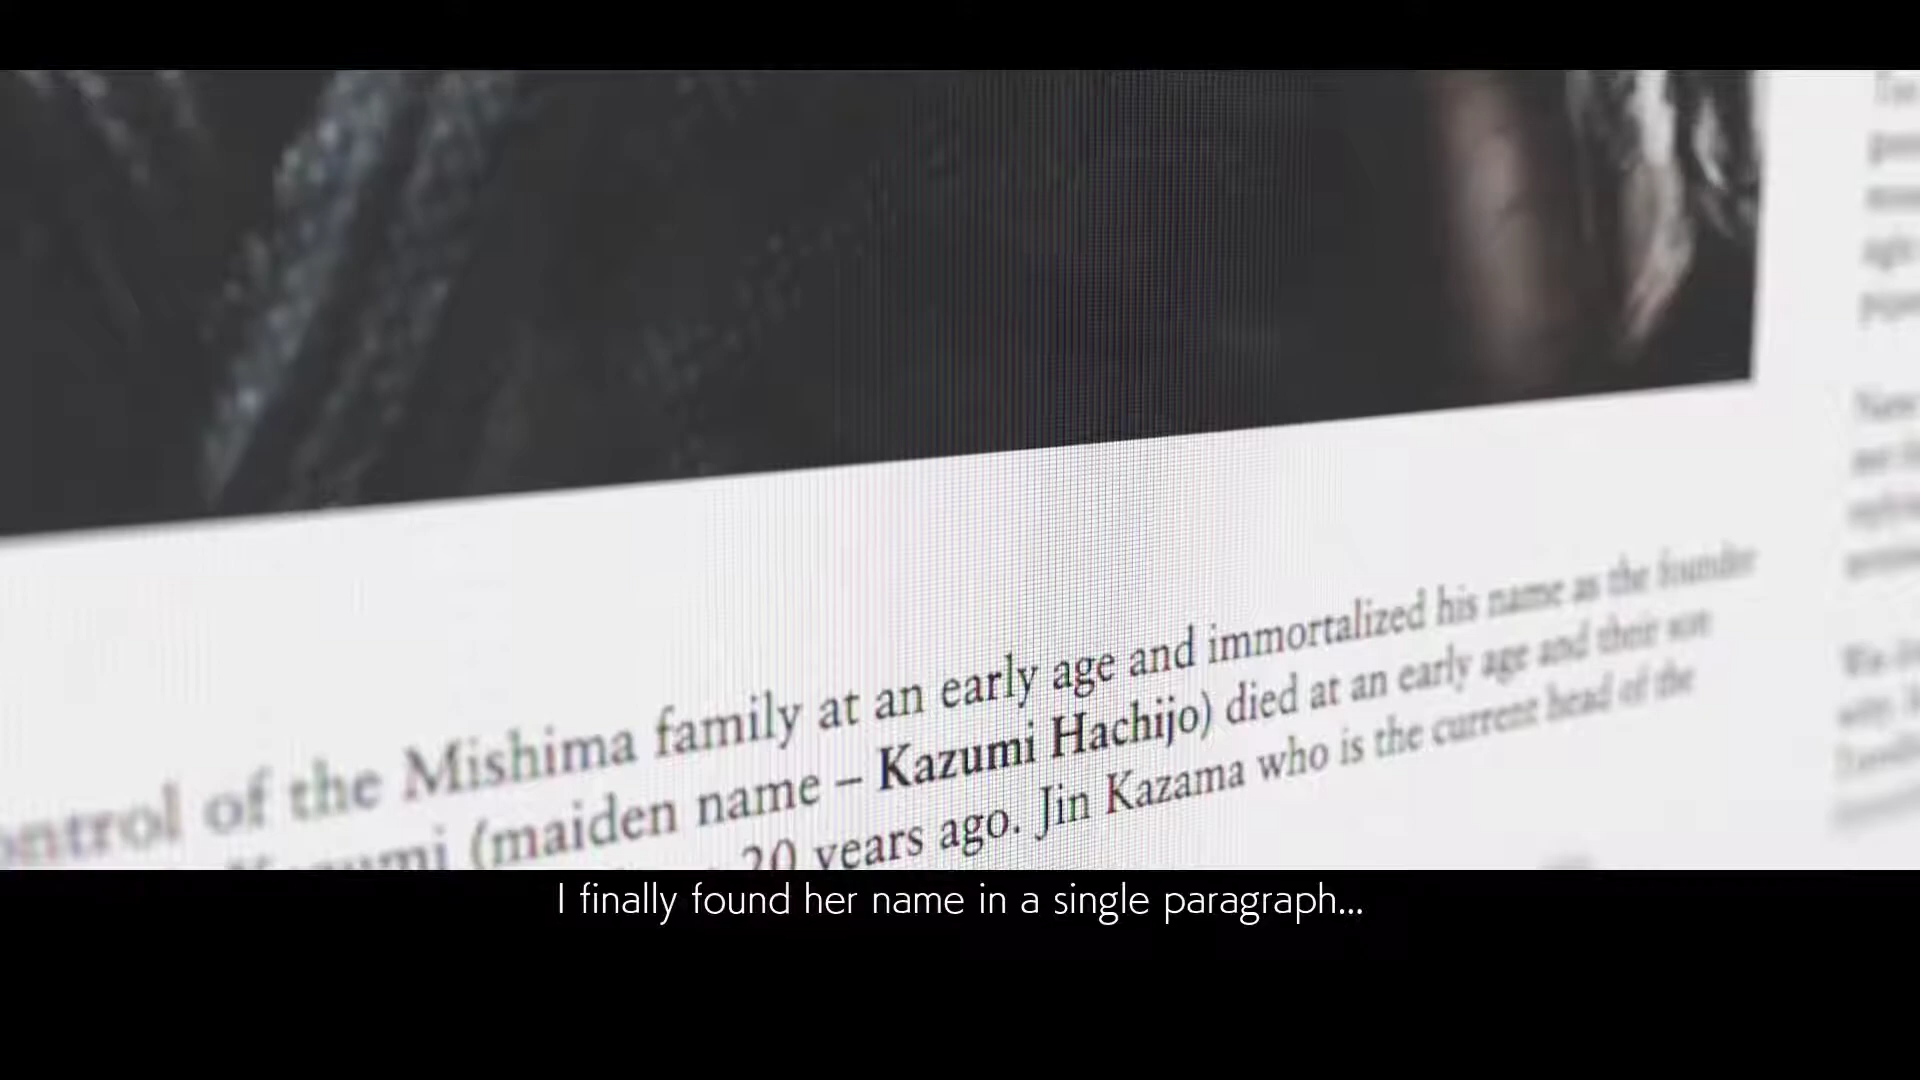 ontrol of the Mishima family at an early age and immortalized his name as the founder
(maiden name – Kazumi Hachijo) died at an early age and their son
20 years ago. Jin Kazama who is the current head of the
I finally found her name in a single paragraph...